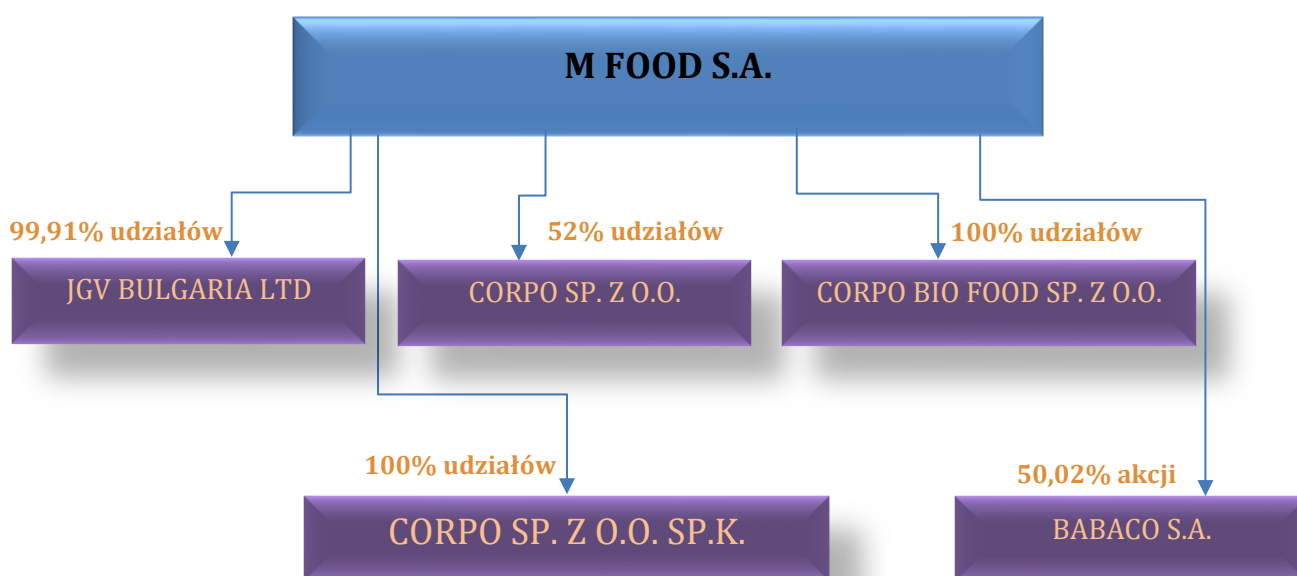 M FOOD S.A.
99,91% udziałów
52% udziałów
100% udziałów
JGV BULGARIA LTD
CORPO SP. Z O.O.
CORPO BIO FOOD SP. Z O.O.
100% udziałów
50,02% akcji
CORPO SP. Z O.O. SP.K.
BABACO S.A.